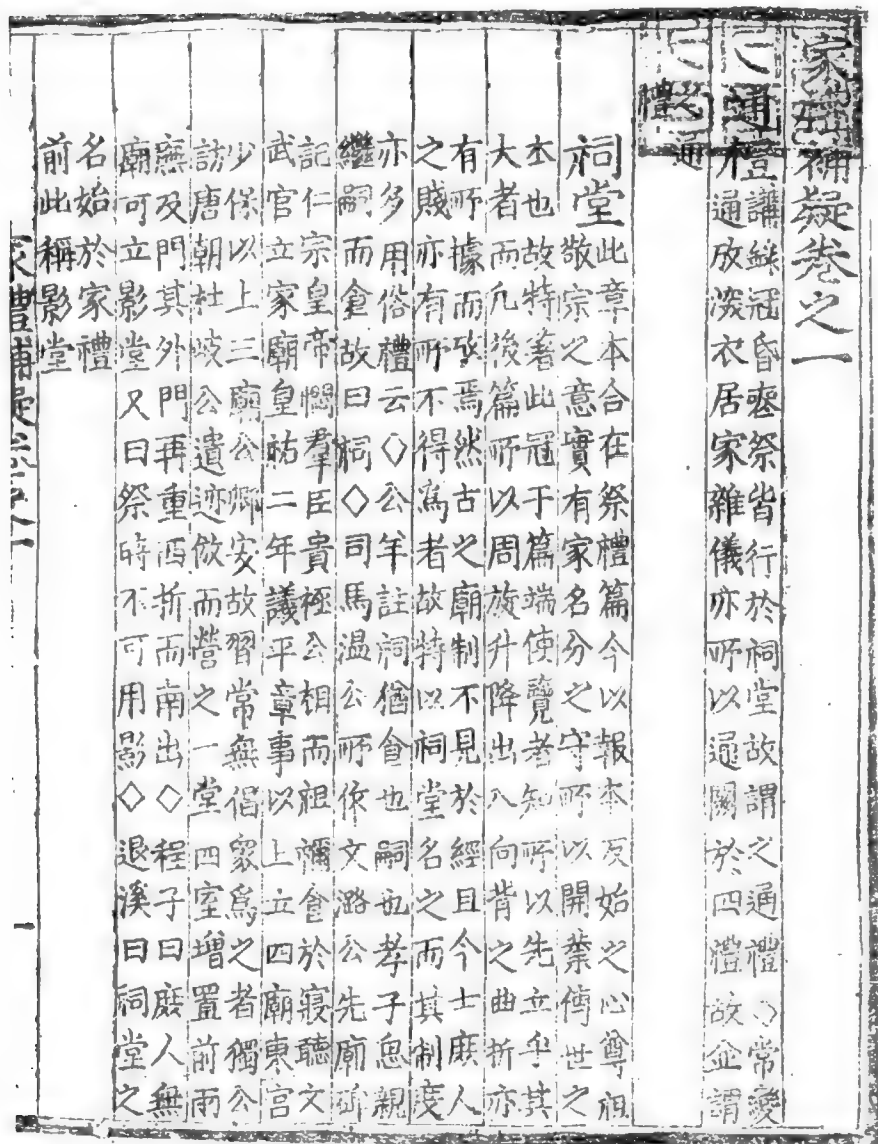 家禮補疑卷之一
通
冠昏喪祭皆行於祠堂故謂之通禮◇常變
通放深衣居家雜儀亦所以通關於四禮故合謂
之通
禮
祠堂
此章本合在祭禮篇今以報本反始之心尊祖
敬宗之意實有家名分之守所以開業傳世之
本也故特著此冠于篇端使覽者知所以先立乎其
大者而凡後篇所以周旋升降出入向背之曲折亦
有所據而攷焉然古之廟制不見於經且今士庶人
之賤亦有所不得爲者故特以祠堂名之而其制度
亦多用俗禮云◇公羊註祠猶食也嗣也孝子思親
繼嗣而食故曰祠◇司馬溫公所作文潞公先廟碑
記仁宗皇帝憫羣臣貴極公相而祖禰食於寢聽文
武官立家廟皇祐二年議平章事以上立四廟東宮
少保以上三廟公卿安故習常無倡衆爲之者獨公
訪唐朝杜岐公遺迹倣而營之一堂四室增置前兩
廡及門其外門再重西折而南出◇程子曰庶人無
廟可立影堂又曰祭時不可用影◇退溪曰祠堂之
名始於家禮
前此稱影堂
家禮補疑卷之一
一